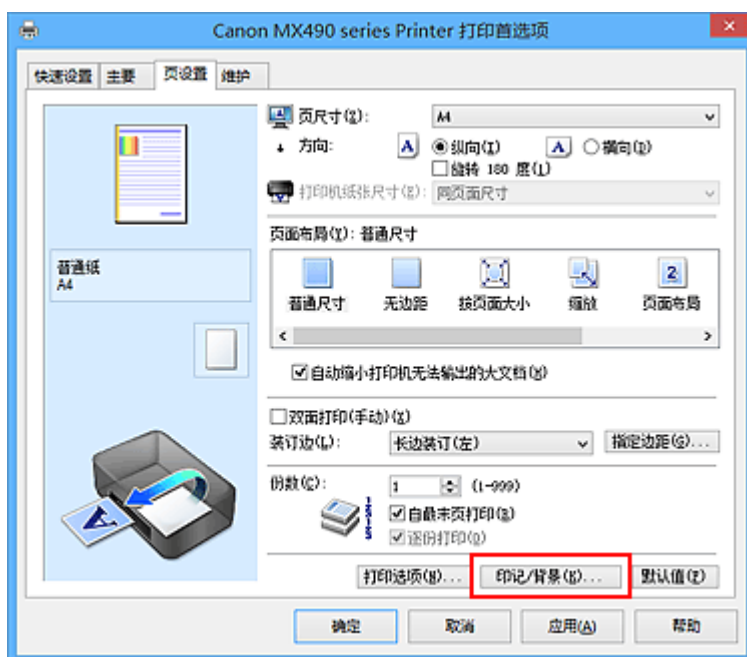 Canon MX490 series Printer 打印首选项
快速设置 主要 页设置 维护
页尺寸(Z): A4
方向: A 纵向(T) A 横向(D)
旋转 180 度(L)
打印机纸张尺寸(E): 同页面尺寸
页面布局(Y): 普通尺寸
普通纸
A4
2
普通尺寸 无边距 按页面大小 缩放 页面布局
自动缩小打印机无法输出的大文档(W)
双面打印(手动)(X)
装订边(L): 长边装订(左) 指定边距(G)...
份数(C): 1 (1-999)
自最末页打印(R)
逐份打印(O)
打印选项(N)... 印记/背景(K)... 默认值(F)
确定 取消 应用(A) 帮助